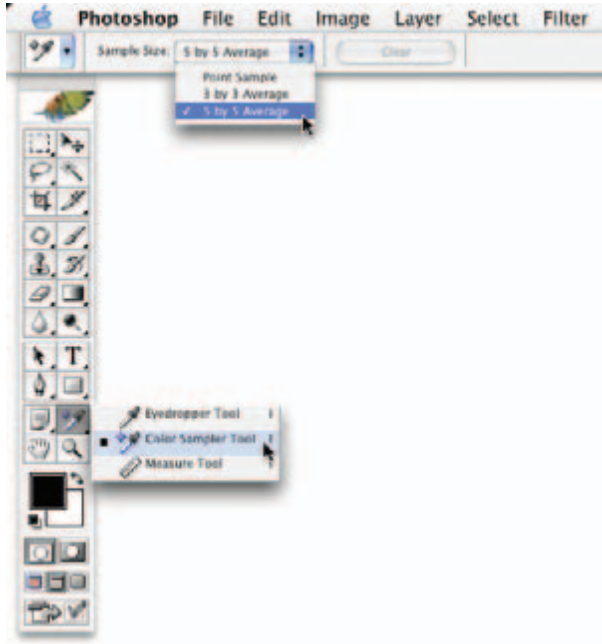 Photoshop File Edit Image Layer Select Filter
Sample Size: 5 by 5 Average Clear
Point Sample
3 by 3 Average
✓ 5 by 5 Average
T
Eyedropper Tool I
Color Sampler Tool I
Measure Tool I